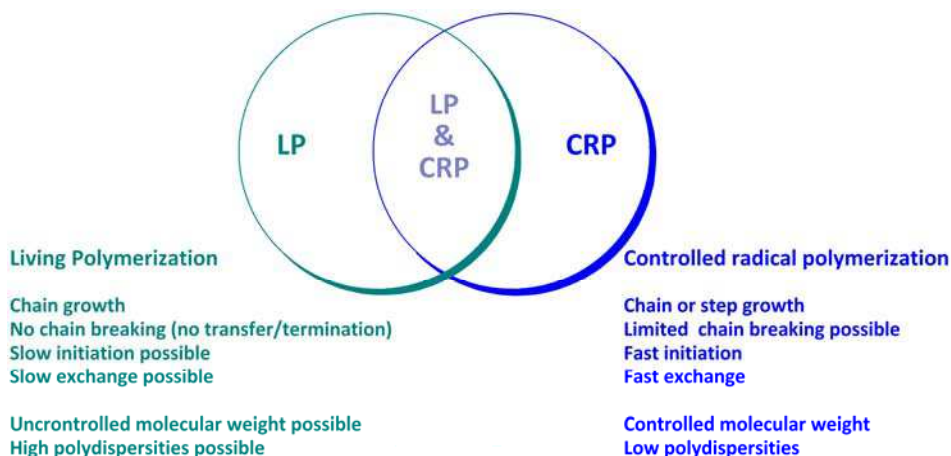 LP
LP
&
CRP
CRP
Living Polymerization
Chain growth
No chain breaking (no transfer/termination)
Slow initiation possible
Slow exchange possible
Uncontrolled molecular weight possible
High polydispersities possible
Controlled radical polymerization
Chain or step growth
Limited chain breaking possible
Fast initiation
Fast exchange
Controlled molecular weight
Low polydispersities